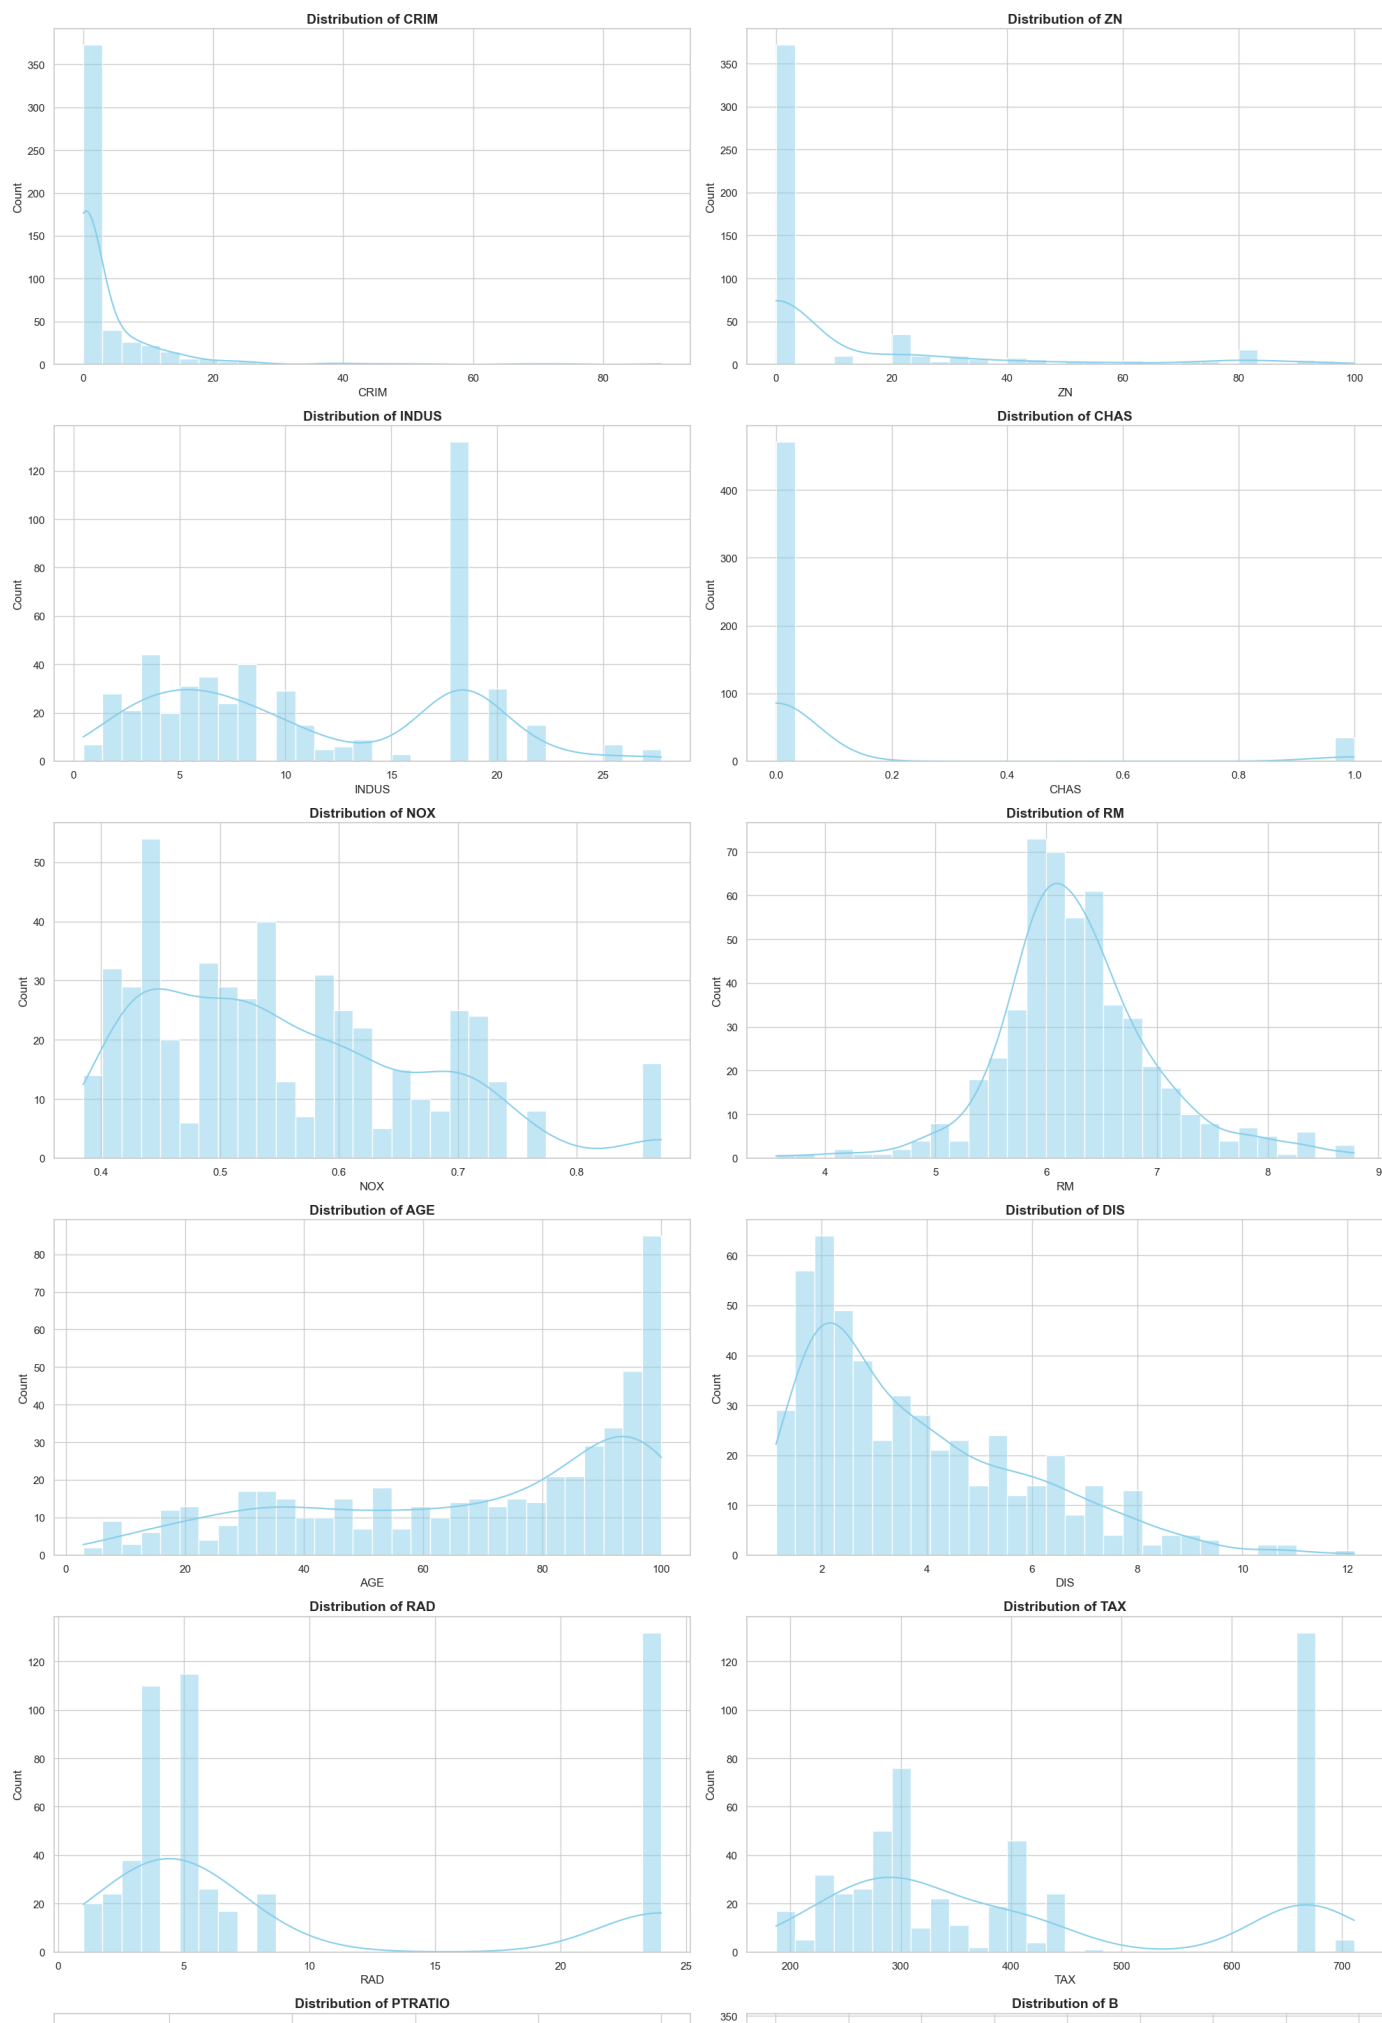 Distribution of CRIM
Count
350
300
250
200
150
100
50
0
0 20 40 60 80
CRIM
Distribution of ZN
Count
350
300
250
200
150
100
50
0
0 20 40 60 80 100
ZN
Distribution of INDUS
Count
120
100
80
60
40
20
0
0 5 10 15 20 25
INDUS
Distribution of CHAS
Count
400
300
200
100
0
0.0 0.2 0.4 0.6 0.8 1.0
CHAS
Distribution of NOX
Count
50
40
30
20
10
0
0.4 0.5 0.6 0.7 0.8
NOX
Distribution of RM
Count
70
60
50
40
30
20
10
0
4 5 6 7 8 9
RM
Distribution of AGE
Count
80
70
60
50
40
30
20
10
0
0 20 40 60 80 100
AGE
Distribution of DIS
Count
60
50
40
30
20
10
0
2 4 6 8 10 12
DIS
Distribution of RAD
Count
120
100
80
60
40
20
0
0 5 10 15 20 25
RAD
Distribution of TAX
Count
120
100
80
60
40
20
0
200 300 400 500 600 700
TAX
Distribution of PTRATIO
Distribution of B
350